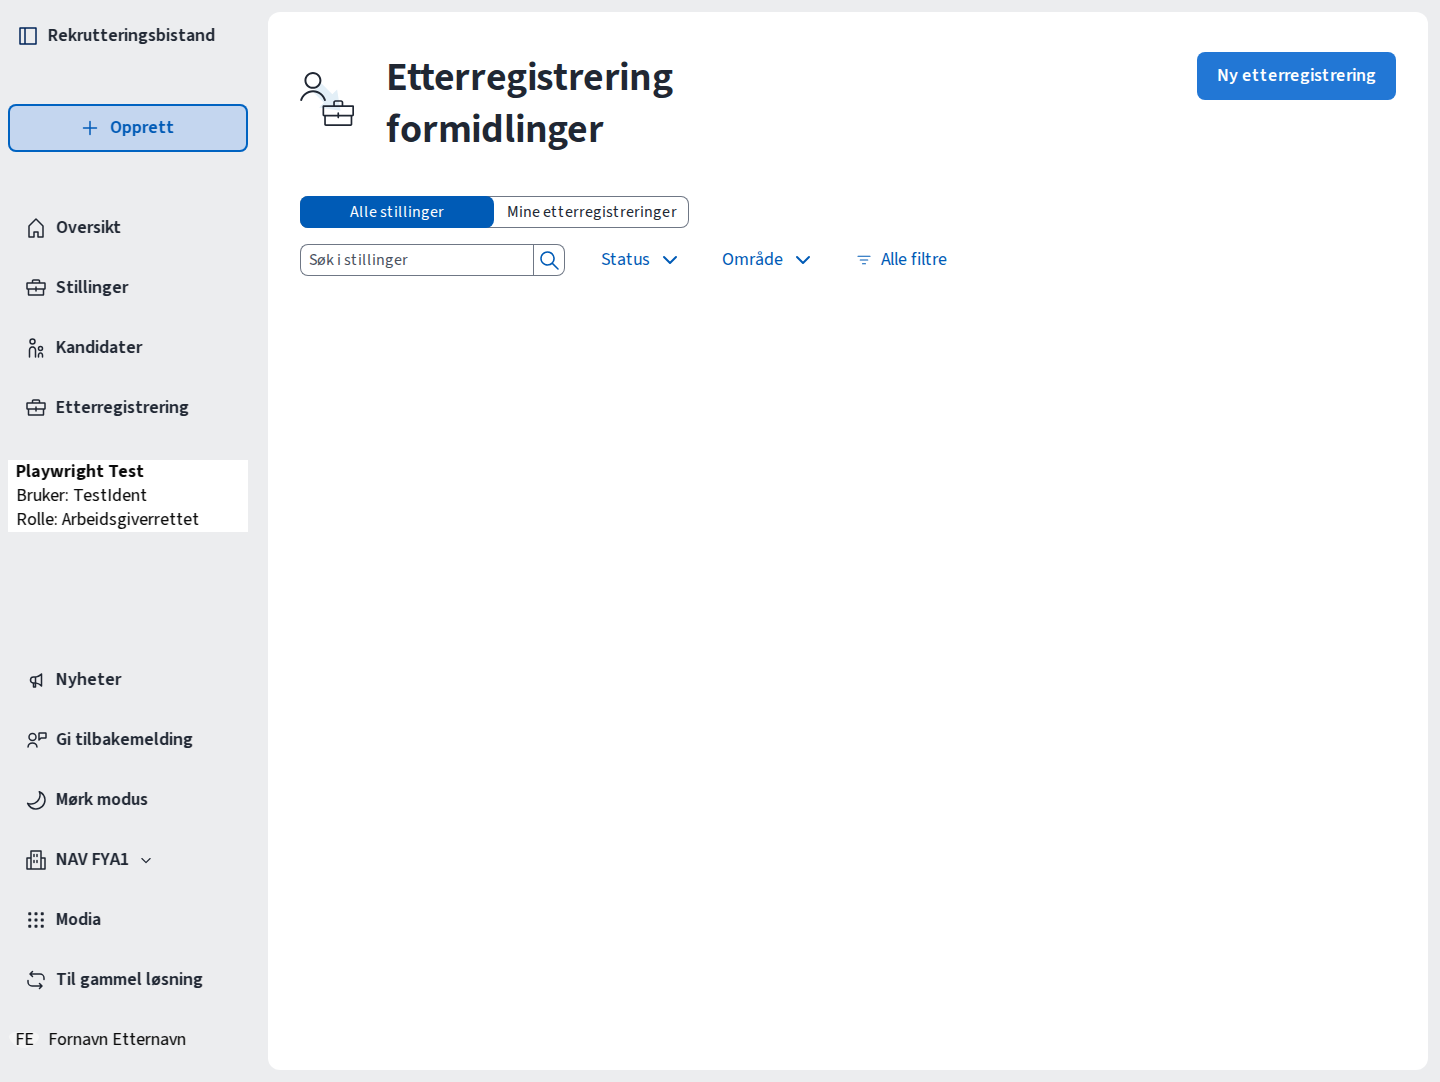 Rekrutteringsbistand
Opprett
Oversikt
Stillinger
Kandidater
Etterregistrering
Playwright Test
Bruker: TestIdent
Rolle: Arbeidsgiverrettet
Nyheter
Gi tilbakemelding
Mørk modus
NAV FYA1
Modia
Til gammel løsning
FE Fornavn Etternavn
Etterregistrering
formidlinger
Ny etterregistrering
Alle stillinger Mine etterregistreringer
Søk i stillinger Status Område Alle filtre